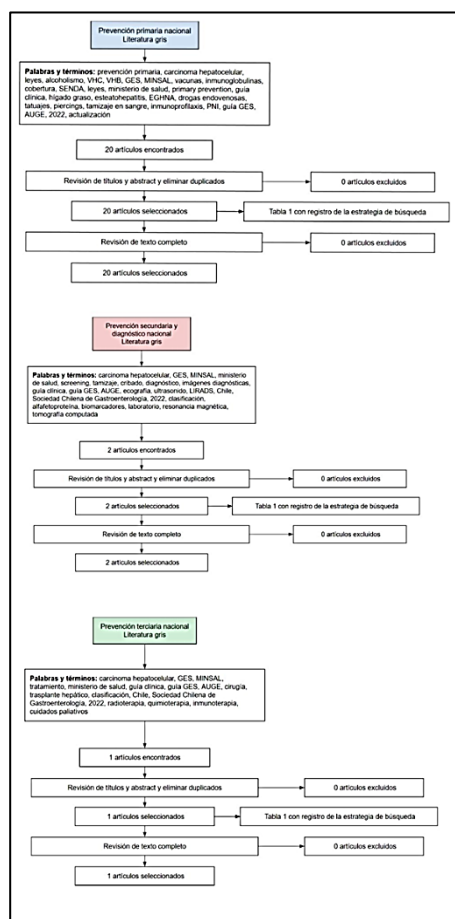 Prevención primaria nacional
Literatura gris
Palabras y términos: prevención primaria, carcinoma hepatocelular,
leyes, alcoholismo, VHC, VHB, GES, MINSAL, vacunas, inmunoglobulinas,
cobertura, SENDA, leyes, ministerio de salud, primary prevention, guía
clínica, hígado graso, esteatohepatitis, EGHNA, drogas endovenosas,
tatuajes, piercings, tamizaje en sangre, inmunoprofilaxis, PNI, guía GES,
AUGE, 2022, actualización
20 artículos encontrados
Revisión de títulos y abstract y eliminar duplicados
0 artículos excluidos
20 artículos seleccionados
Tabla 1 con registro de la estrategia de búsqueda
Revisión de texto completo
0 artículos excluidos
20 artículos seleccionados
Prevención secundaria y
diagnóstico nacional
Literatura gris
Palabras y términos: carcinoma hepatocelular, GES, MINSAL, ministerio
de salud, screening, tamizaje, cribado, diagnóstico, imágenes diagnósticas,
guía clínica, guía GES, AUGE, ecografía, ultrasonido, LIRADS, Chile,
Sociedad Chilena de Gastroenterología, 2022, clasificación,
alfafetoproteína, biomarcadores, laboratorio, resonancia magnética,
tomografía computada
2 artículos encontrados
Revisión de títulos y abstract y eliminar duplicados
0 artículos excluidos
2 artículos seleccionados
Tabla 1 con registro de la estrategia de búsqueda
Revisión de texto completo
0 artículos excluidos
2 artículos seleccionados
Prevención terciaria nacional
Literatura gris
Palabras y términos: carcinoma hepatocelular, GES, MINSAL,
tratamiento, ministerio de salud, guía clínica, guía GES, AUGE, cirugía,
trasplante hepático, clasificación, Chile, Sociedad Chilena de
Gastroenterología, 2022, radioterapia, quimioterapia, inmunoterapia,
cuidados paliativos
1 artículos encontrados
Revisión de títulos y abstract y eliminar duplicados
0 artículos excluidos
1 artículos seleccionados
Tabla 1 con registro de la estrategia de búsqueda
Revisión de texto completo
0 artículos excluidos
1 artículos seleccionados